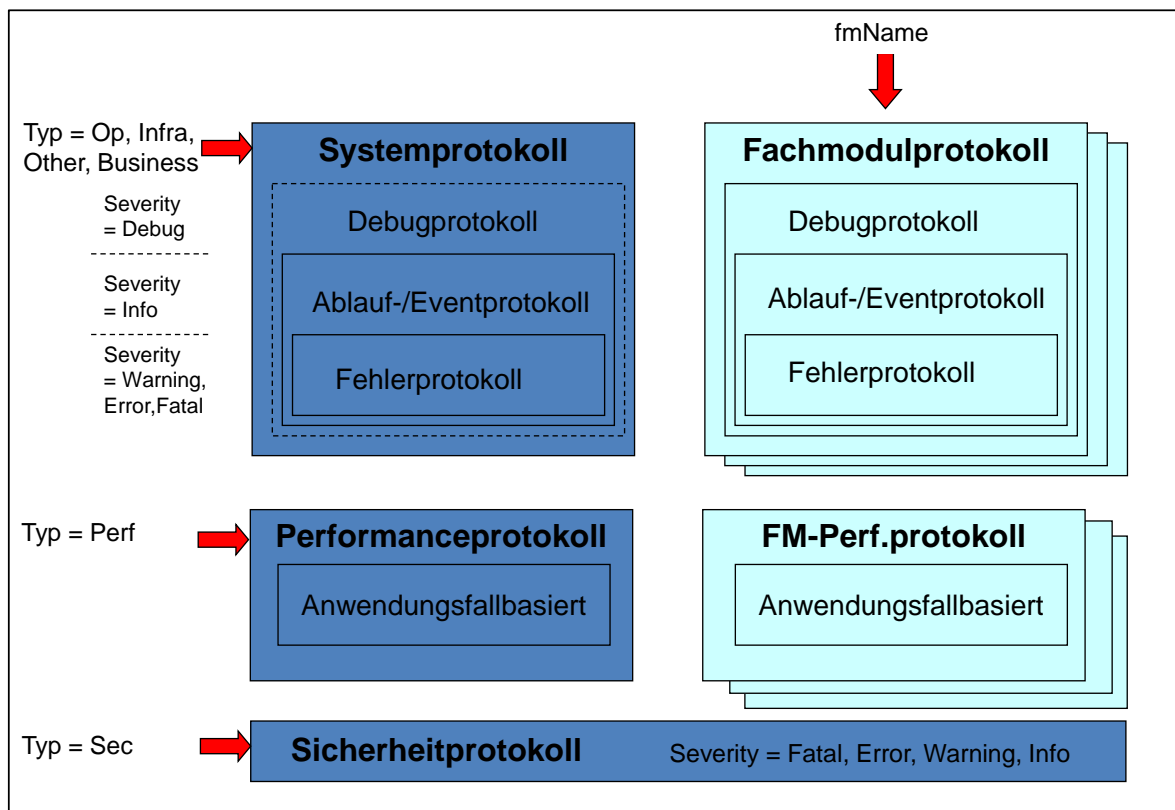 fmName
Typ = Op, Infra,
Other, Business
Systemprotokoll
Fachmodulprotokoll
Severity
= Debug
Debugprotokoll
Debugprotokoll
Severity
= Info
Ablauf-/Eventprotokoll
Ablauf-/Eventprotokoll
Severity
= Warning,
Error,Fatal
Fehlerprotokoll
Fehlerprotokoll
Typ = Perf
Performanceprotokoll
FM-Perf.protokoll
Anwendungsfallbasiert
Anwendungsfallbasiert
Typ = Sec
Sicherheitprotokoll
Severity = Fatal, Error, Warning, Info